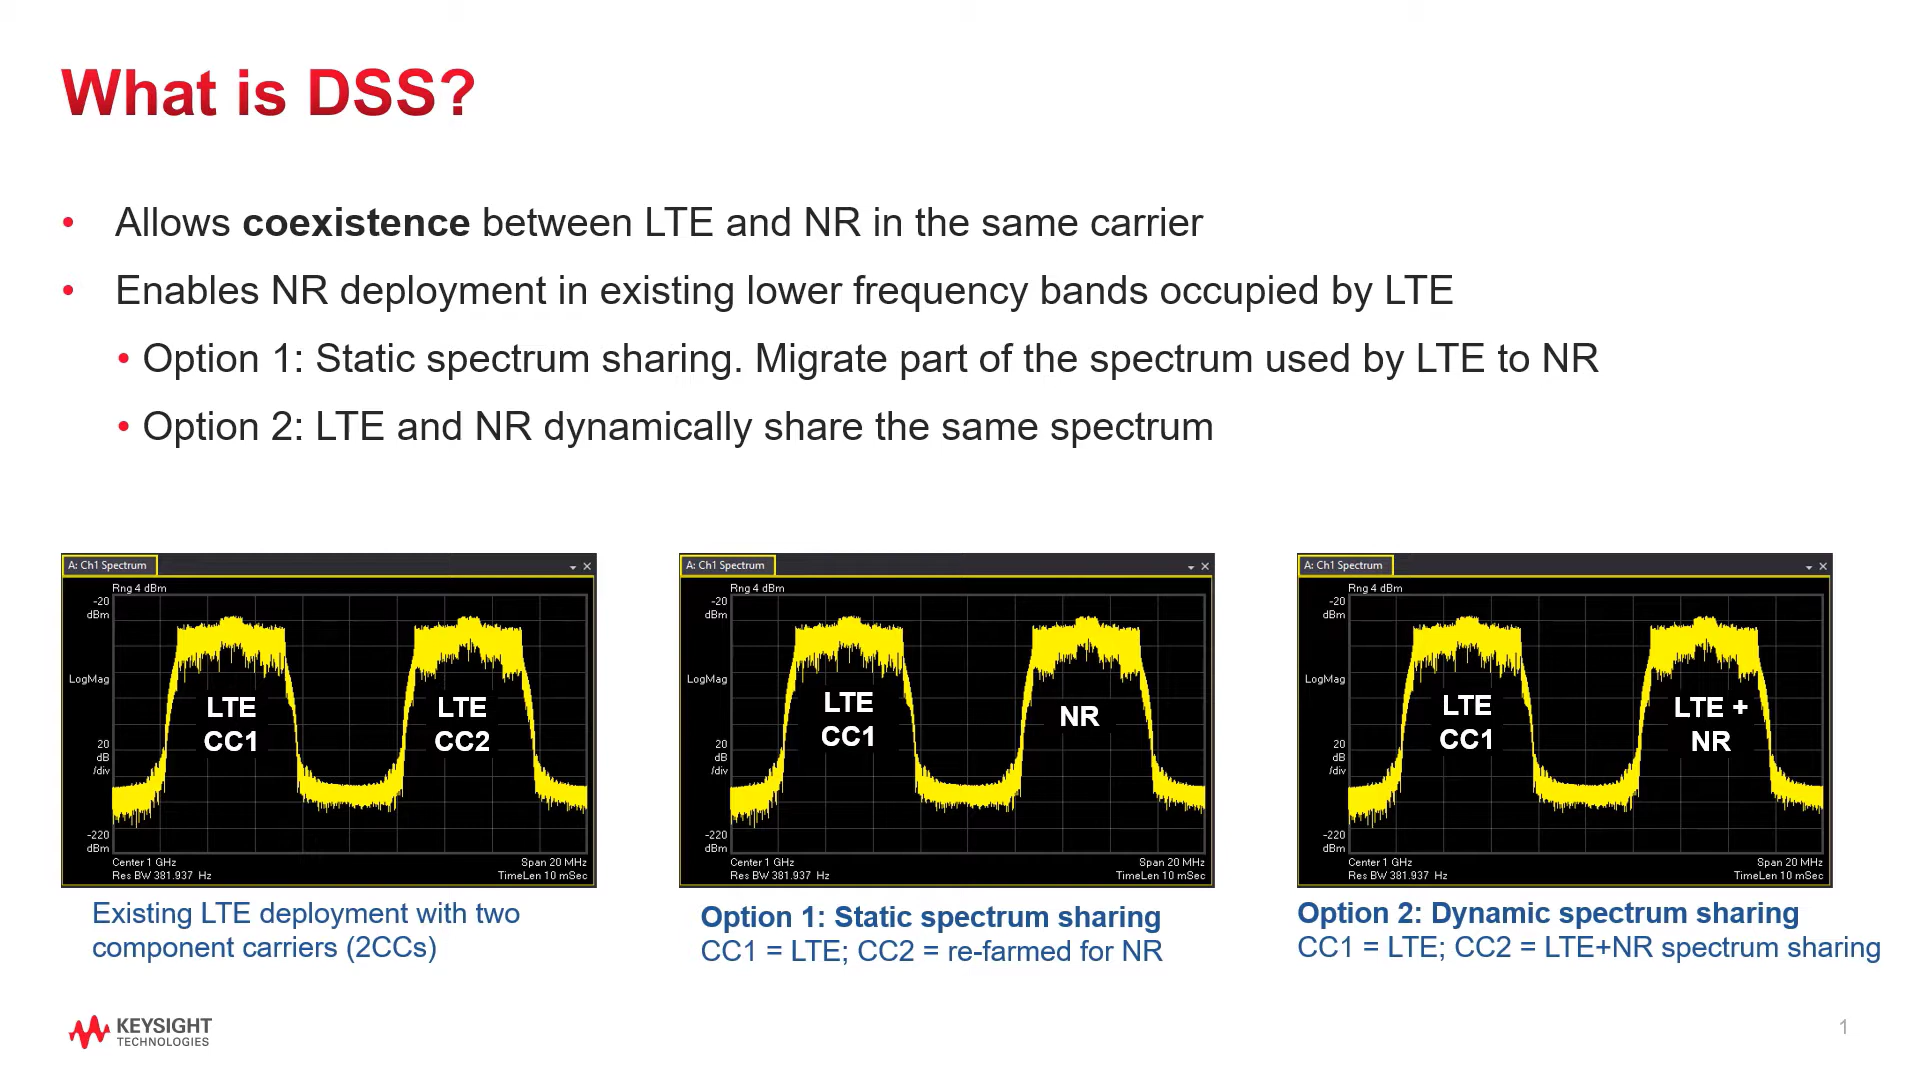 What is DSS?
• Allows coexistence between LTE and NR in the same carrier
• Enables NR deployment in existing lower frequency bands occupied by LTE
• Option 1: Static spectrum sharing. Migrate part of the spectrum used by LTE to NR
• Option 2: LTE and NR dynamically share the same spectrum
A: Ch1 Spectrum
Rng 4 dBm
-20
dBm
LogMag
LTE
CC1
LTE
CC2
20
dB
/div
-220
dBm
Center 1 GHz
Span 20 MHz
Res BW 381.937 Hz
TimeLen 10 mSec
Existing LTE deployment with two
component carriers (2CCs)
A: Ch1 Spectrum
Rng 4 dBm
-20
dBm
LogMag
LTE
CC1
NR
20
dB
/div
-220
dBm
Center 1 GHz
Span 20 MHz
Res BW 381.937 Hz
TimeLen 10 mSec
Option 1: Static spectrum sharing
CC1 = LTE; CC2 = re-farmed for NR
A: Ch1 Spectrum
Rng 4 dBm
-20
dBm
LogMag
LTE
CC1
LTE +
NR
20
dB
/div
-220
dBm
Center 1 GHz
Span 20 MHz
Res BW 381.937 Hz
TimeLen 10 mSec
Option 2: Dynamic spectrum sharing
CC1 = LTE; CC2 = LTE+NR spectrum sharing
KEYSIGHT
TECHNOLOGIES
1